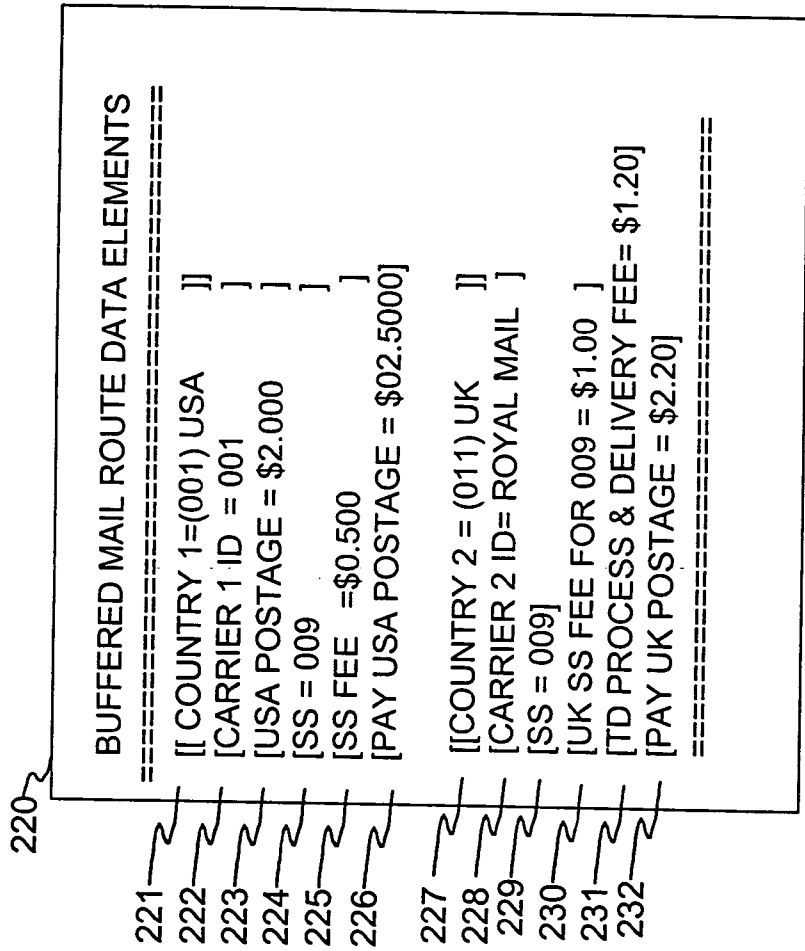 220
BUFFERED MAIL ROUTE DATA ELEMENTS
==================================
221 [[ COUNTRY 1=(001) USA ]]
222 [CARRIER 1 ID = 001 ]
223 [USA POSTAGE = $2.000 ]
224 [SS = 009 ]
225 [SS FEE =$0.500 ]
226 [PAY USA POSTAGE = $02.5000]
227 [[COUNTRY 2 = (011) UK ]]
228 [CARRIER 2 ID= ROYAL MAIL ]
229 [SS = 009]
230 [UK SS FEE FOR 009 = $1.00 ]
231 [TD PROCESS & DELIVERY FEE= $1.20]
232 [PAY UK POSTAGE = $2.20]
================================